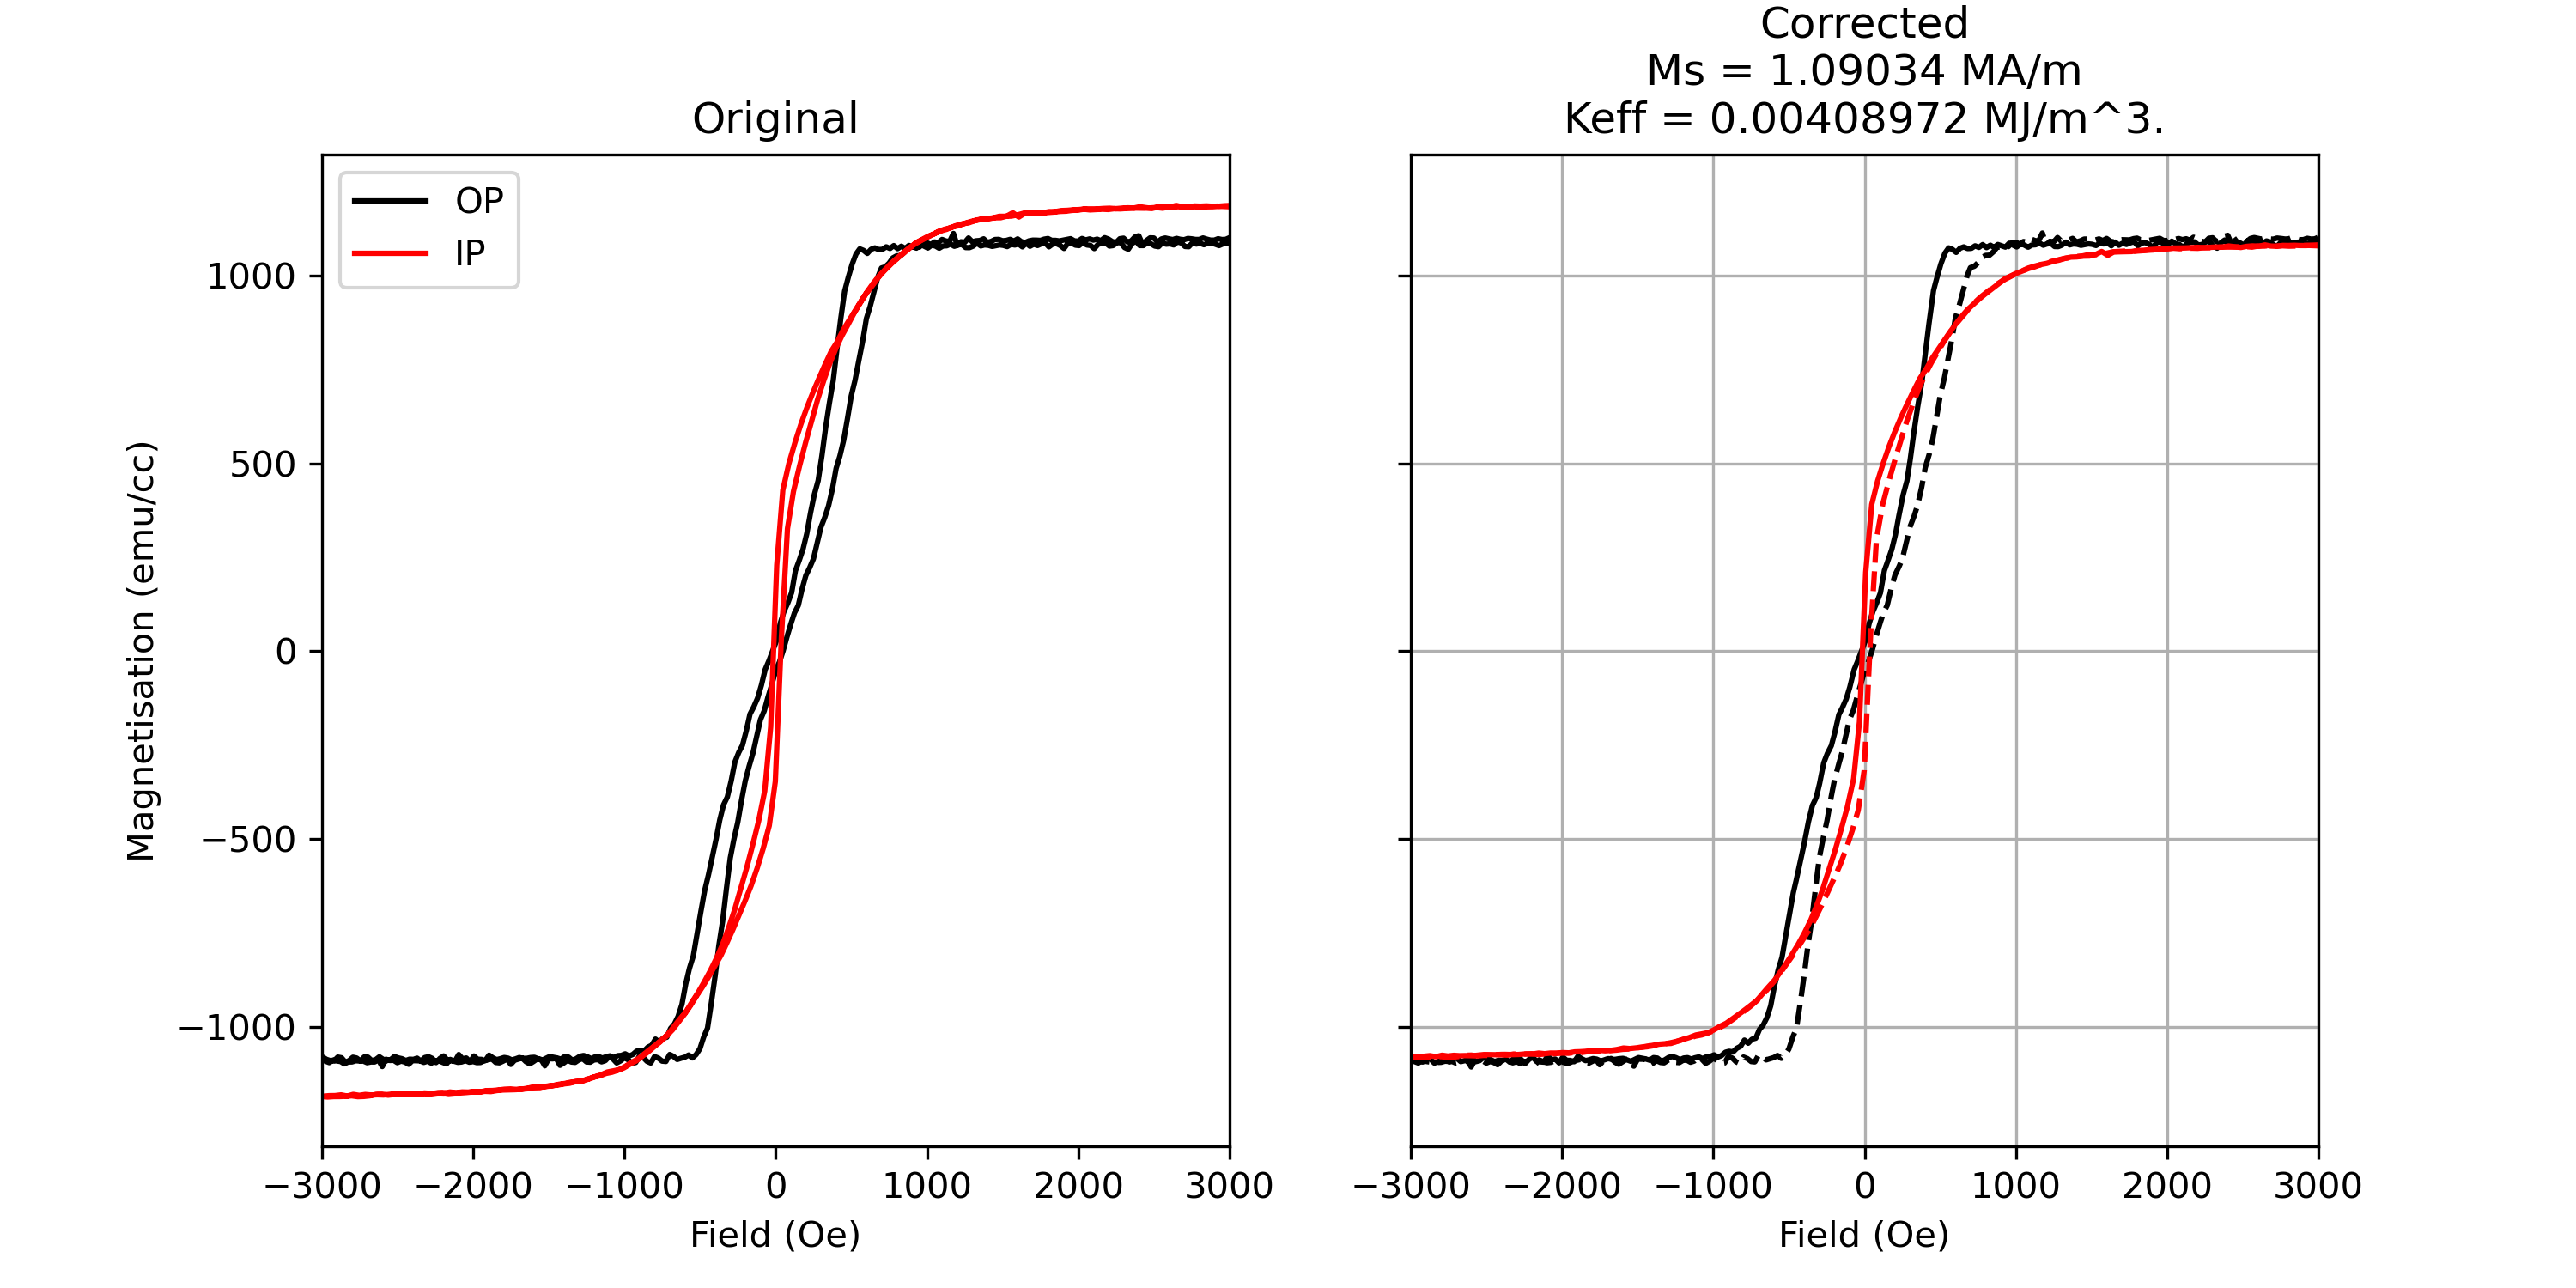 Original
OP
IP
1000
500
0
−500
−1000
Magnetisation (emu/cc)
−3000 −2000 −1000 0 1000 2000 3000
Field (Oe)
Corrected
Ms = 1.09034 MA/m
Keff = 0.00408972 MJ/m^3.
−3000 −2000 −1000 0 1000 2000 3000
Field (Oe)